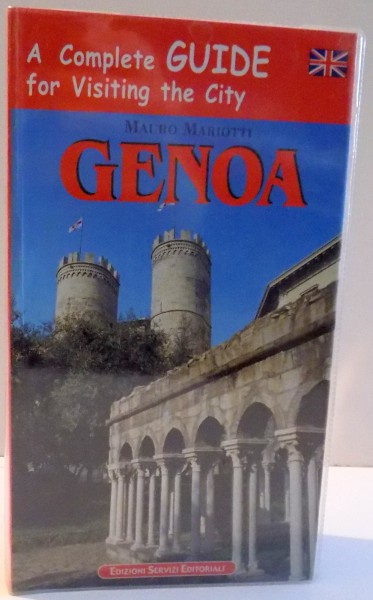 A Complete GUIDE
for Visiting the City
MAURO MARIOTTI
GENOA
EDIZIONI SERVIZI EDITORIALI